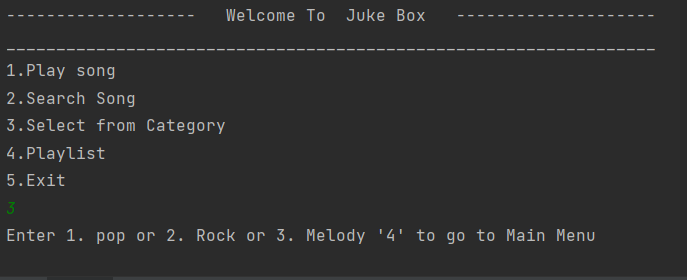 -------------------   Welcome To  Juke Box   --------------------
_________________________________________________________________
1.Play song
2.Search Song
3.Select from Category
4.Playlist
5.Exit
3
Enter 1. pop or 2. Rock or 3. Melody '4' to go to Main Menu